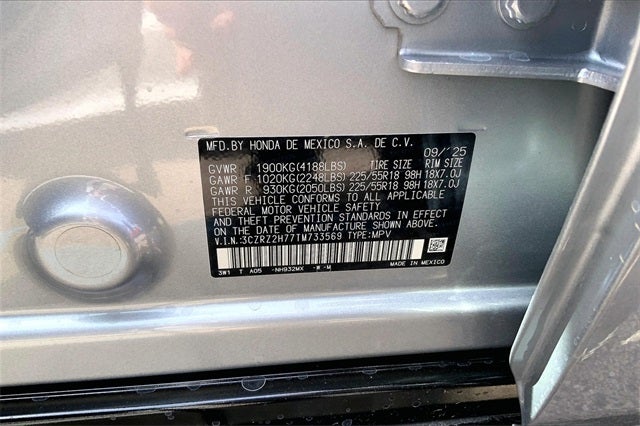 MFD.BY HONDA DE MEXICO S.A. DE C.V.
09/'25
GVWR 1900KG(4188LBS) TIRE SIZE RIM SIZE
GAWR F 1020KG(2248LBS) 225/55R18 98H 18X7.0J
GAWR R 930KG(2050LBS) 225/55R18 98H 18X7.0J
THIS VEHICLE CONFORMS TO ALL APPLICABLE
FEDERAL MOTOR VEHICLE SAFETY
AND THEFT PREVENTION STANDARDS IN EFFECT
ON THE DATE OF MANUFACTURE SHOWN ABOVE.
V.I.N.:3CZRZ2H77TM733569 TYPE:MPV
3W1 T A05 -NH932MX -W -M MADE IN MEXICO